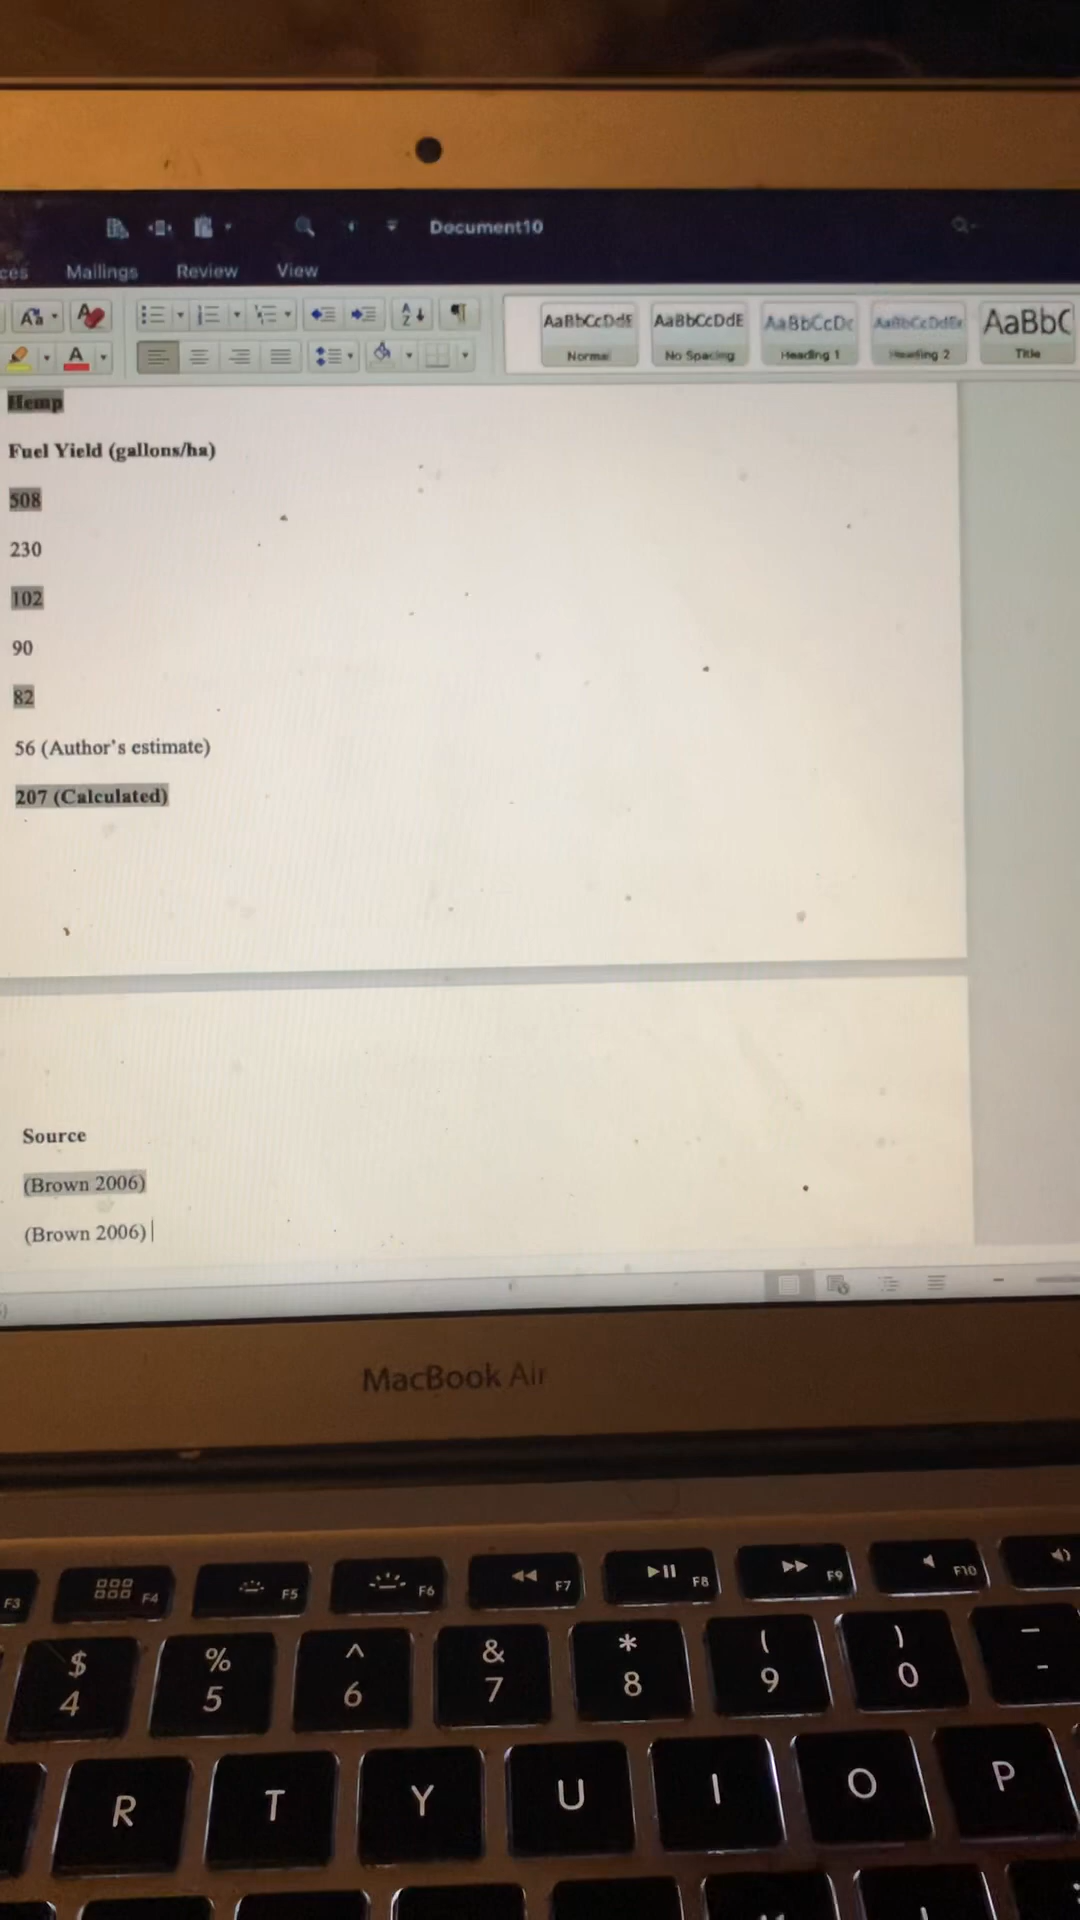 Document10
ces Mailings Review View
AaBbCcDdE AaBbCcDdE AaBbCcDc AaBbCcDdEe AaBbC
Normal No Spacing Heading 1 Heading 2 Title
Hemp
Fuel Yield (gallons/ha)
508
230
102
90
82
56 (Author's estimate)
207 (Calculated)
Source
(Brown 2006)
(Brown 2006)
MacBook Air
F3 F4 F5 F6 F7 F8 F9 F10
$ % ^ & * ( ) _
4 5 6 7 8 9 0 -
R T Y U I O P